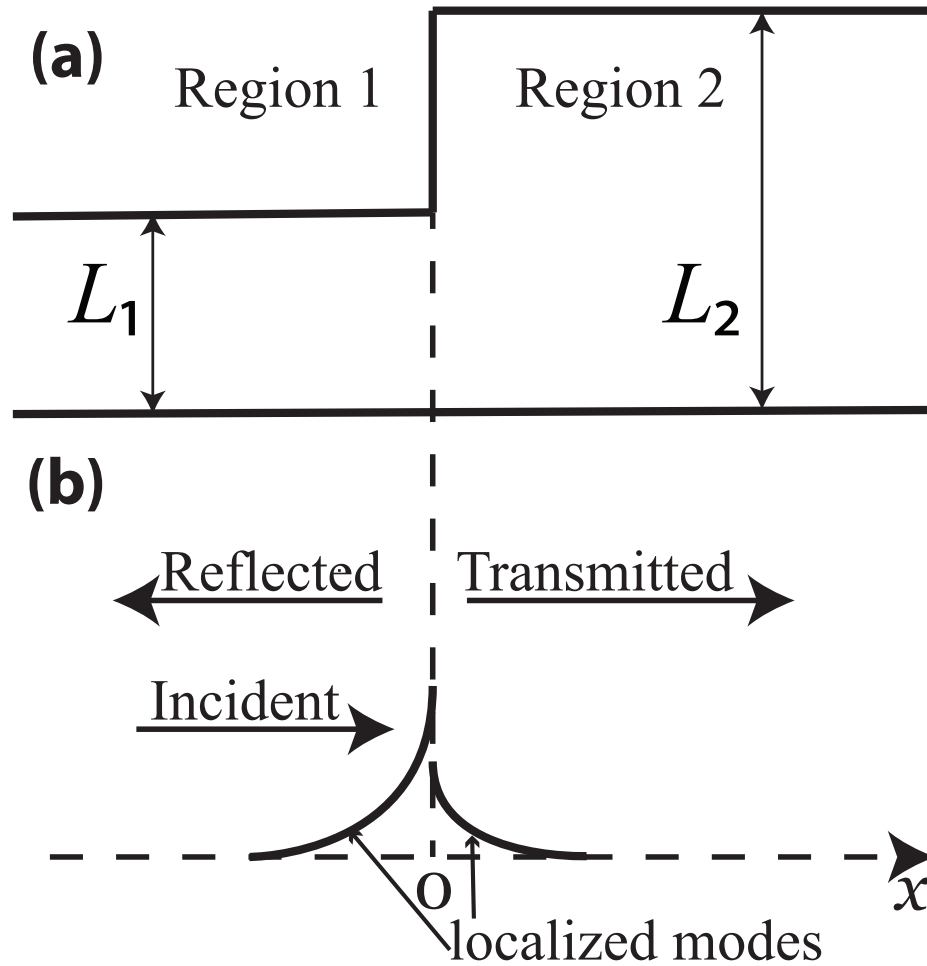 (a)
Region 1 Region 2
L1 L2
(b)
Reflected Transmitted
Incident
O x
localized modes